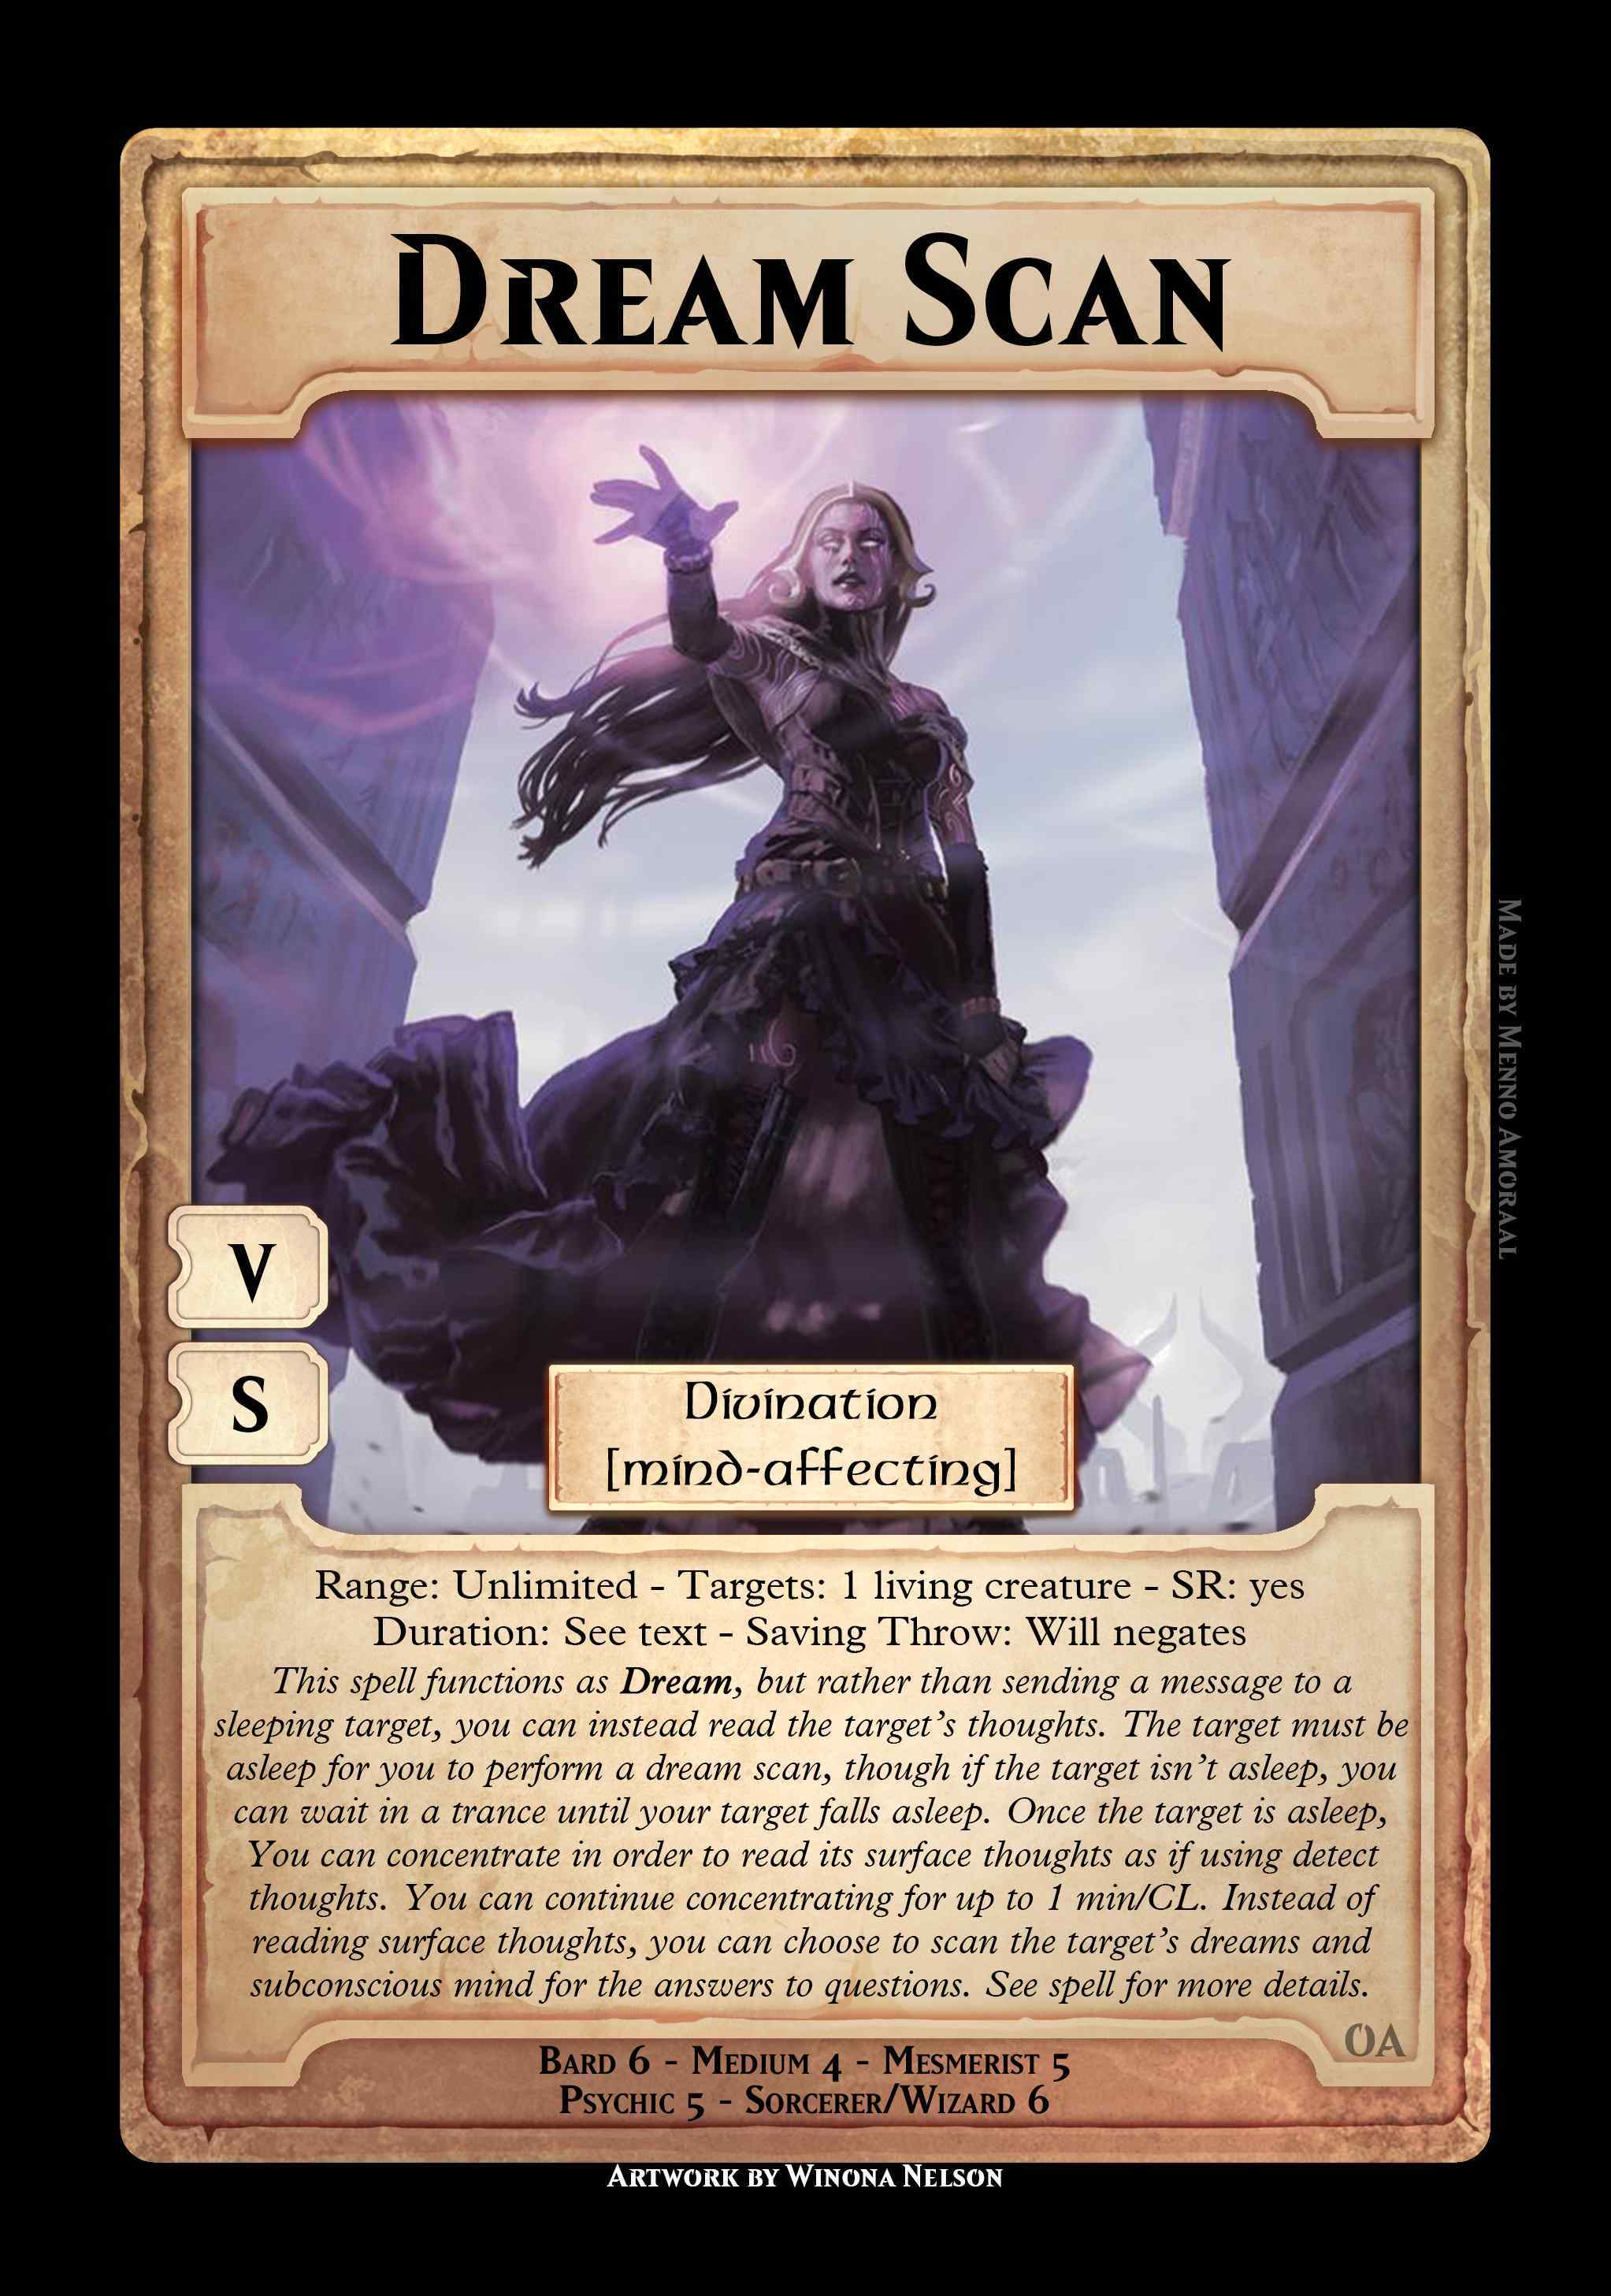 Dream Scan
V
S
Divination
[mind-affecting]
Range: Unlimited - Targets: 1 living creature - SR: yes
Duration: See text - Saving Throw: Will negates
This spell functions as Dream, but rather than sending a message to a
sleeping target, you can instead read the target's thoughts. The target must be
asleep for you to perform a dream scan, though if the target isn't asleep, you
can wait in a trance until your target falls asleep. Once the target is asleep,
You can concentrate in order to read its surface thoughts as if using detect
thoughts. You can continue concentrating for up to 1 min/CL. Instead of
reading surface thoughts, you can choose to scan the target's dreams and
subconscious mind for the answers to questions. See spell for more details.
OA
Bard 6 - Medium 4 - Mesmerist 5
Psychic 5 - Sorcerer/Wizard 6
Artwork by Winona Nelson
Made by Menno Amoraal